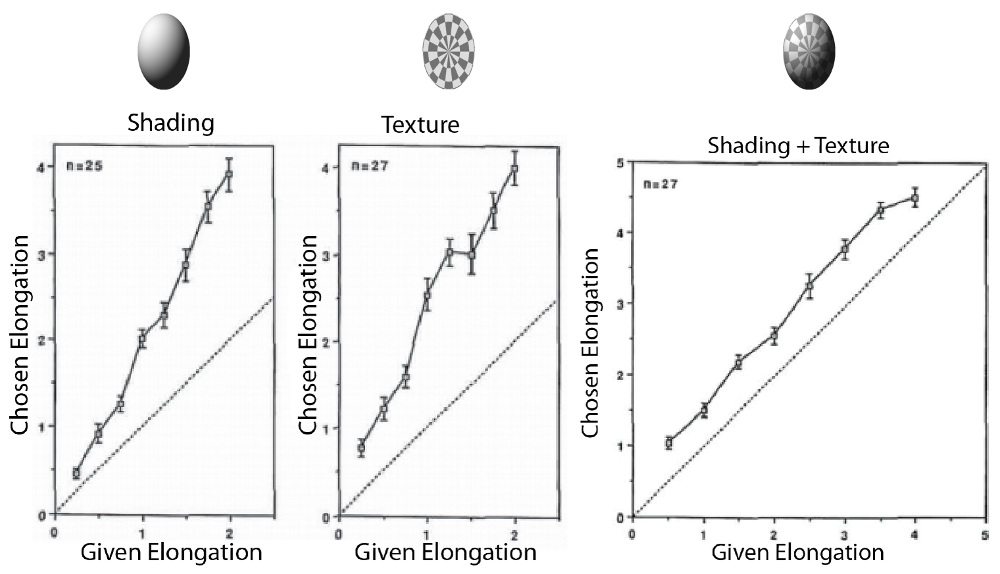 Shading
n=25
4
3
2
1
0
0 1 2
Chosen Elongation
Given Elongation
Texture
n=27
4
3
2
1
0
0 1 2
Chosen Elongation
Given Elongation
Shading + Texture
n=27
5
4
3
2
1
0
0 1 2 3 4 5
Chosen Elongation
Given Elongation